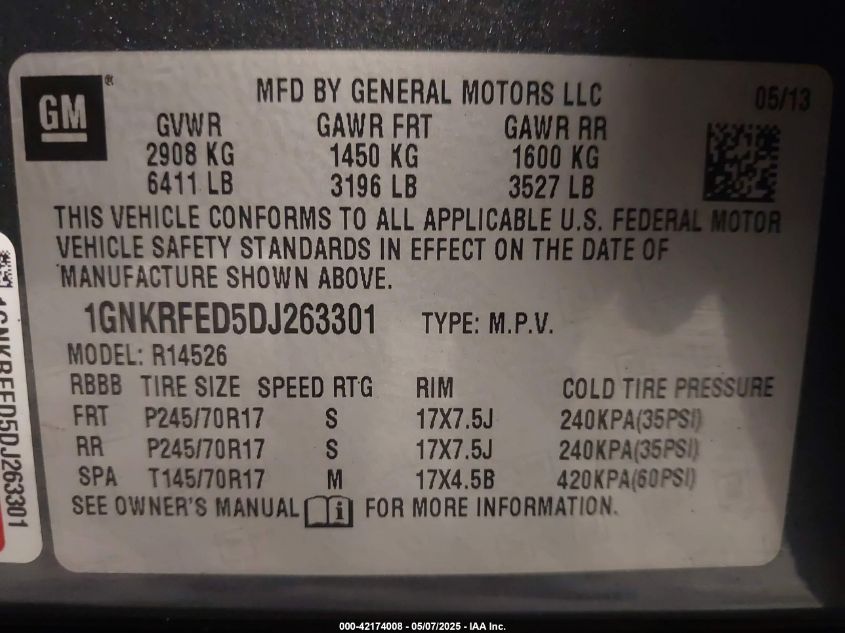 GM®
MFD BY GENERAL MOTORS LLC 05/13
GVWR GAWR FRT GAWR RR
2908 KG 1450 KG 1600 KG
6411 LB 3196 LB 3527 LB
THIS VEHICLE CONFORMS TO ALL APPLICABLE U.S. FEDERAL MOTOR
VEHICLE SAFETY STANDARDS IN EFFECT ON THE DATE OF
MANUFACTURE SHOWN ABOVE.
1GNKRFED5DJ263301 TYPE: M.P.V.
MODEL: R14526
RBBB TIRE SIZE SPEED RTG RIM COLD TIRE PRESSURE
FRT P245/70R17 S 17X7.5J 240KPA(35PSI)
RR P245/70R17 S 17X7.5J 240KPA(35PSI)
SPA T145/70R17 M 17X4.5B 420KPA(60PSI)
SEE OWNER'S MANUAL i FOR MORE INFORMATION.
1GNKRFED5DJ263301
000-42174008 - 05/07/2025 - IAA Inc.